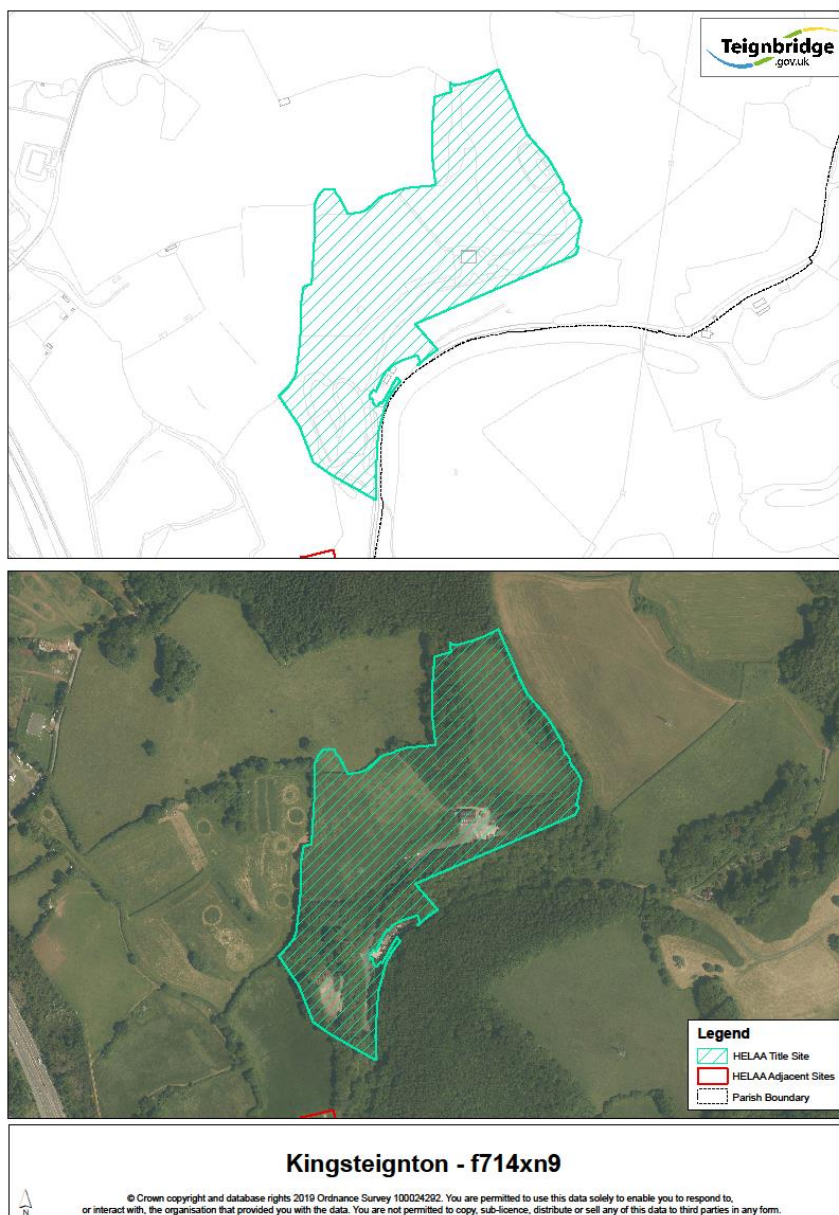 Teignbridge
.gov.uk
Legend
HELAA Title Site
HELAA Adjacent Sites
Parish Boundary
Kingsteignton - f714xn9
N
© Crown copyright and database rights 2019 Ordnance Survey 100024292. You are permitted to use this data solely to enable you to respond to,
or interact with, the organisation that provided you with the data. You are not permitted to copy, sub-licence, distribute or sell any of this data to third parties in any form.